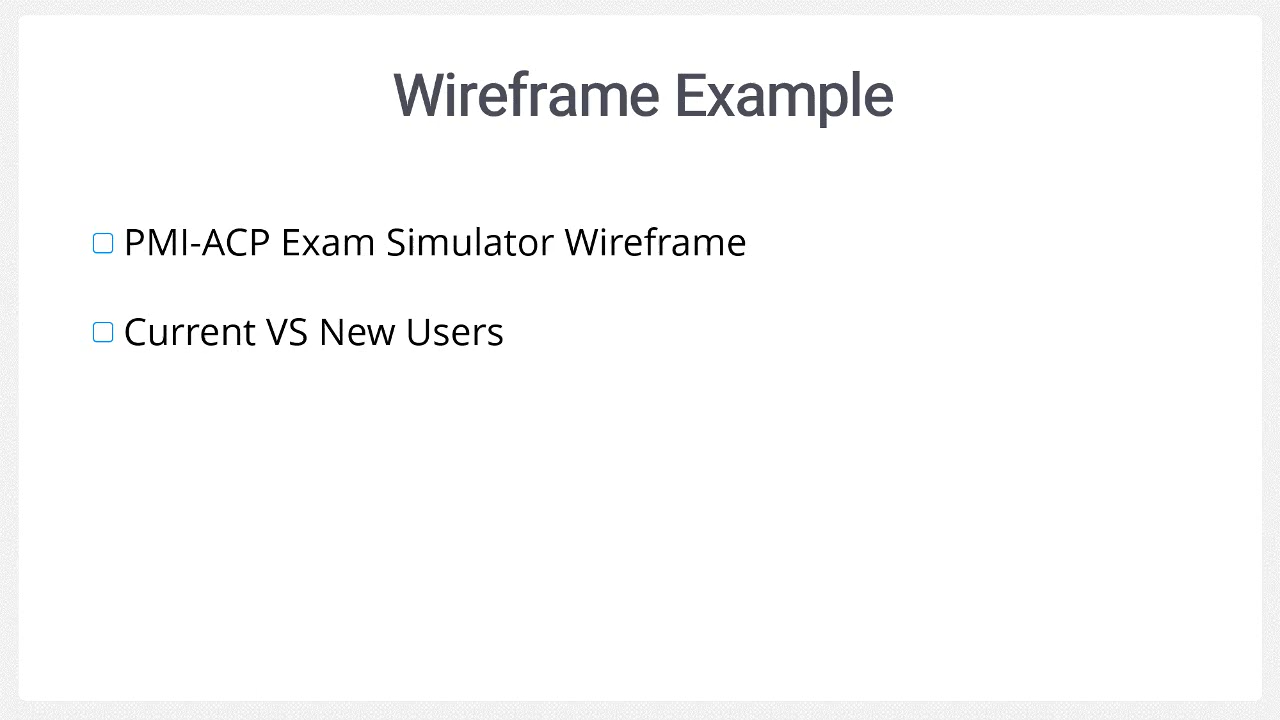 Wireframe Example
PMI-ACP Exam Simulator Wireframe
Current VS New Users